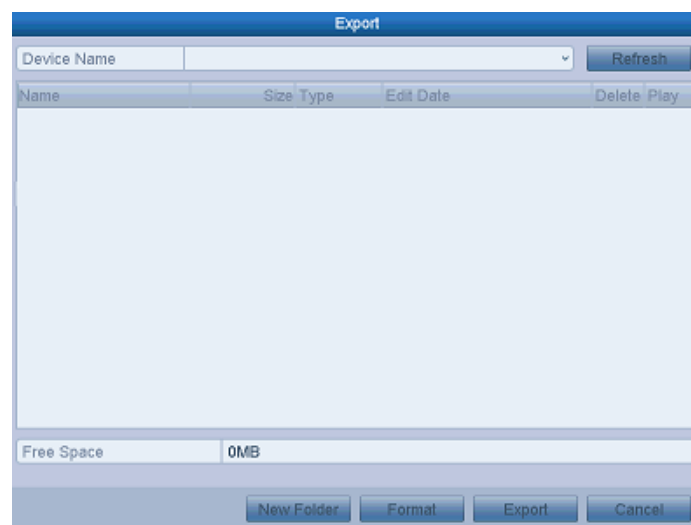 Export
Device Name Refresh
Name Size Type Edit Date Delete Play
Free Space 0MB
New Folder Format Export Cancel